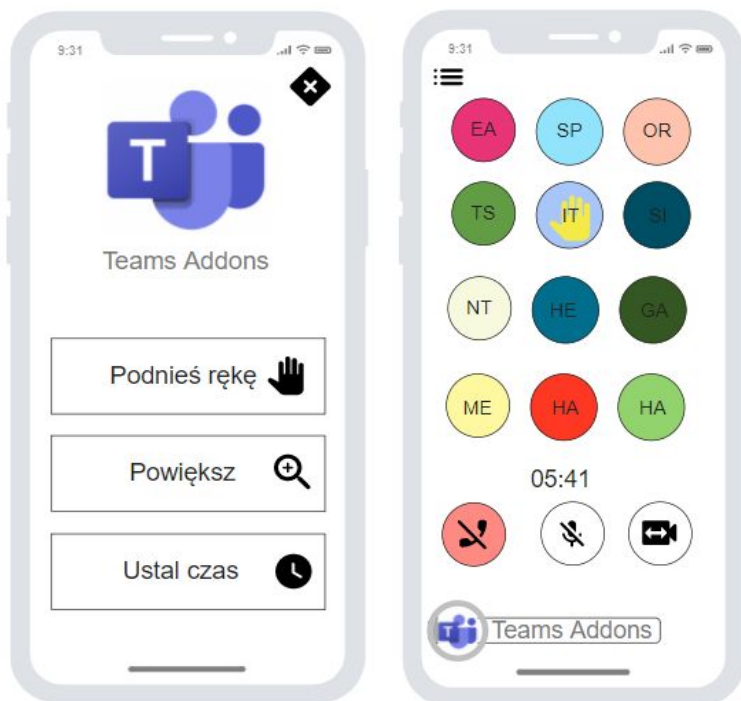 9:31
T
Teams Addons
Podnieś rękę
Powiększ
Ustal czas
9:31
EA SP OR
TS IT SI
NT HE GA
ME HA HA
05:41
T Teams Addons